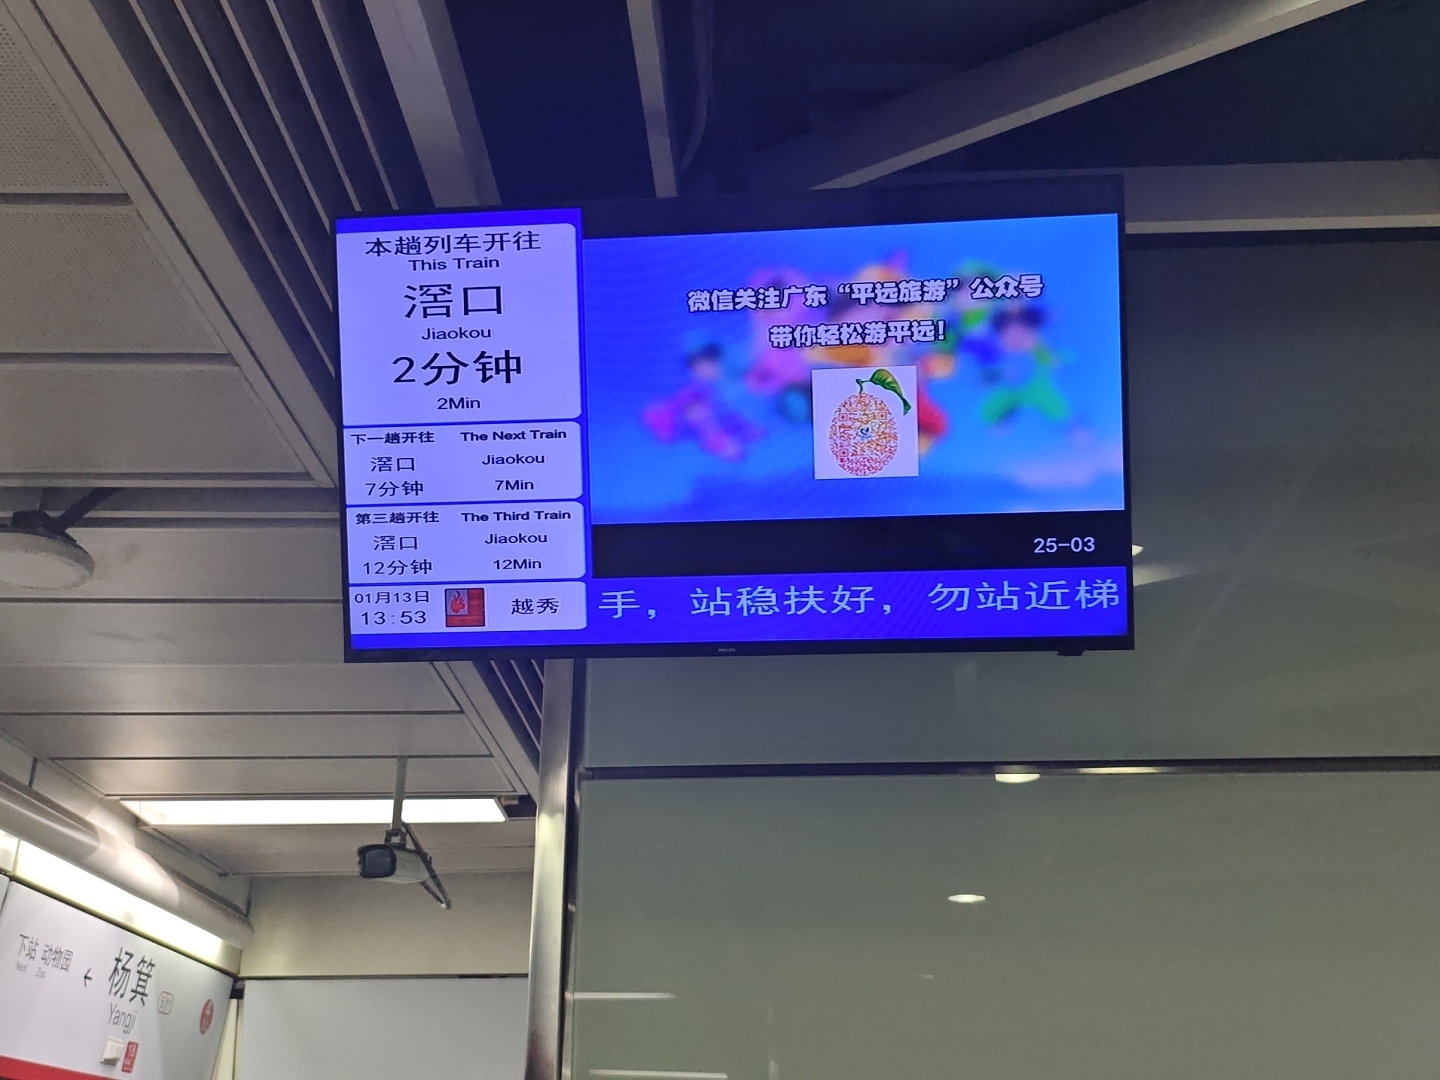 本趟列车开往
This Train
滘口
Jiaokou
2分钟
2Min
下一趟开往 The Next Train
滘口 Jiaokou
7分钟 7Min
第三趟开往 The Third Train
滘口 Jiaokou
12分钟 12Min
01月13日
13:53
越秀
微信关注广东“平远旅游”公众号
带你轻松游平远!
25-03
手，站稳扶好，勿站近梯
PHILIPS
下站 动物园
Next Zoo
←
杨箕
Yangji